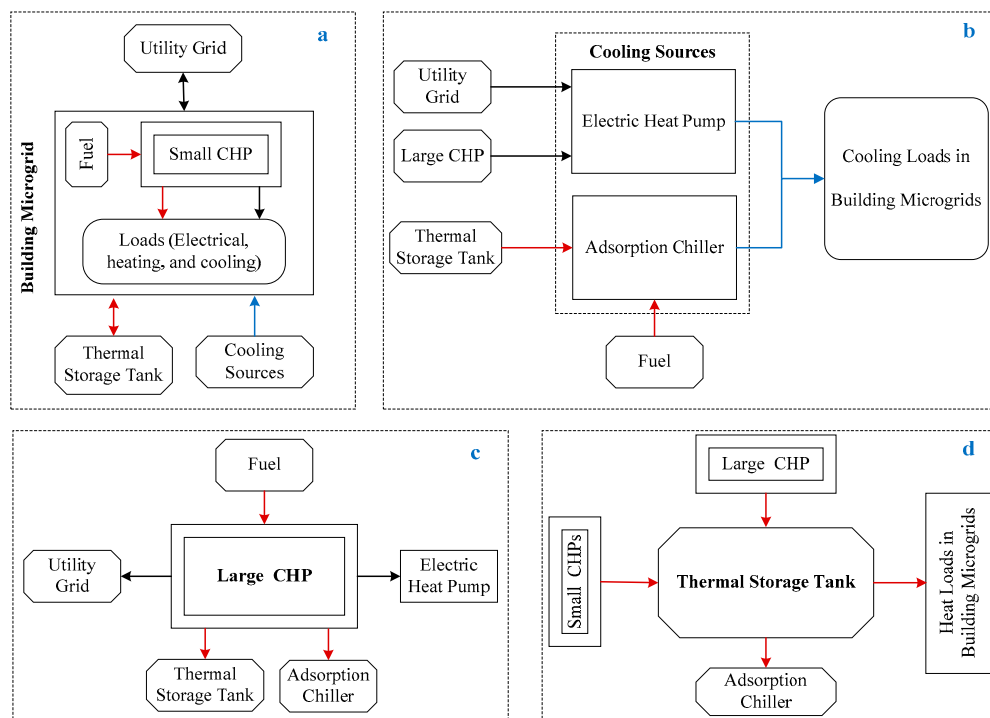 a
Utility Grid
Building Microgrid
Fuel
Small CHP
Loads (Electrical,
heating, and cooling)
Thermal
Storage Tank
Cooling
Sources
b
Cooling Sources
Utility
Grid
Large CHP
Electric Heat Pump
Thermal
Storage Tank
Adsorption Chiller
Fuel
Cooling Loads in
Building Microgrids
c
Fuel
Utility
Grid
Large CHP
Electric
Heat Pump
Thermal
Storage Tank
Adsorption
Chiller
d
Large CHP
Small CHPs
Thermal Storage Tank
Heat Loads in
Building Microgrids
Adsorption
Chiller